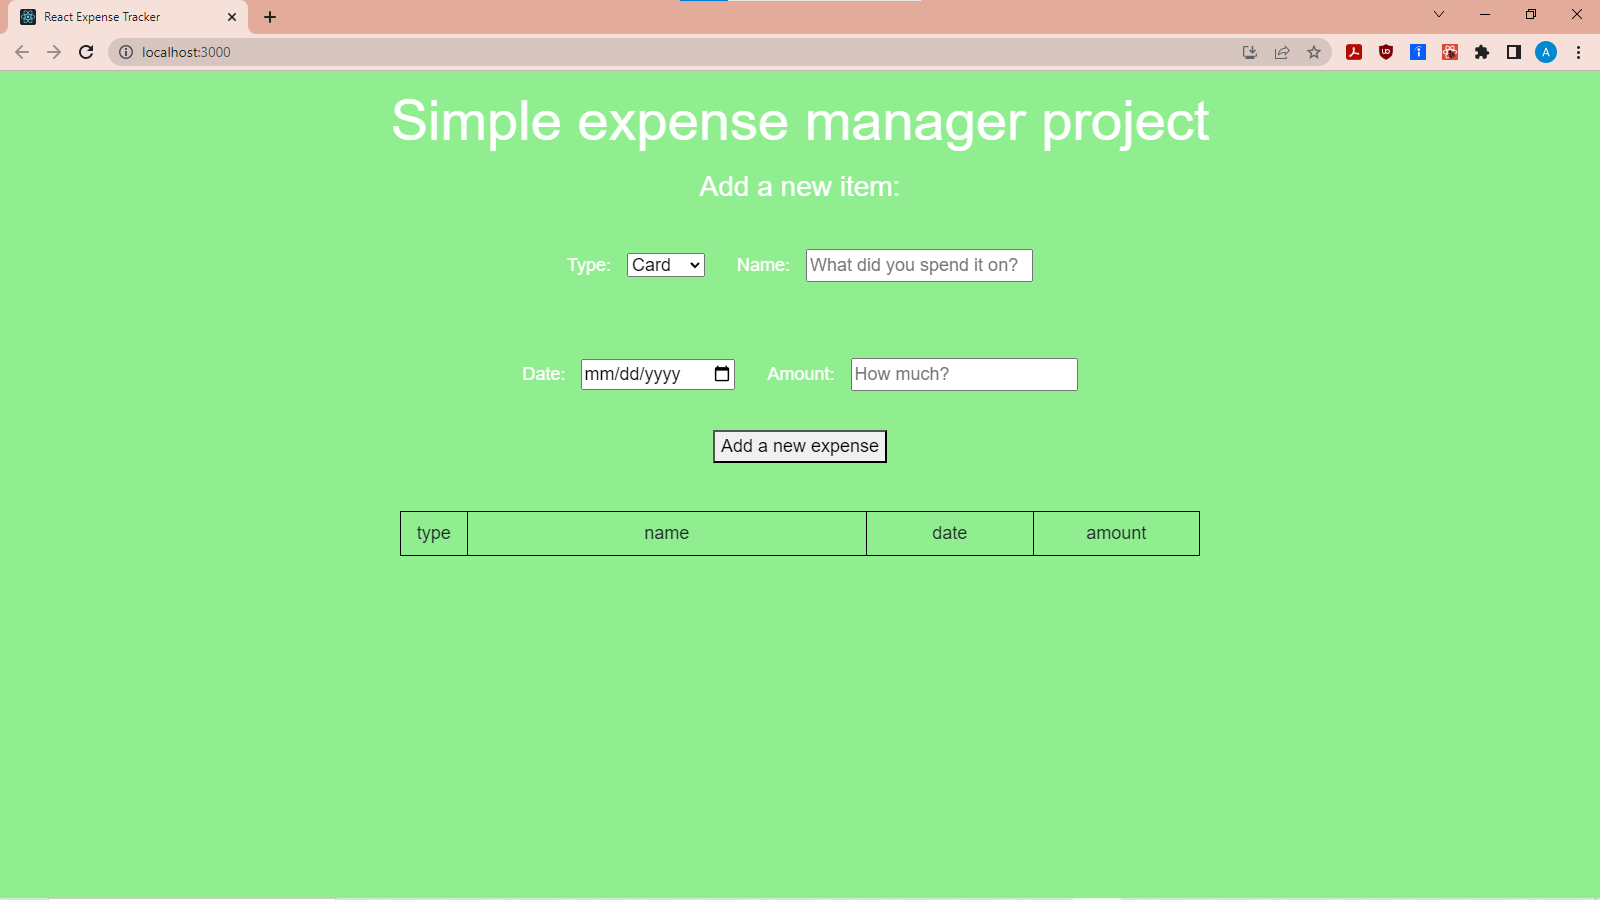 React Expense Tracker
localhost:3000
A
Simple expense manager project
Add a new item:
Type: Card Name: What did you spend it on?
Date: mm/dd/yyyy Amount: How much?
Add a new expense
type name date amount